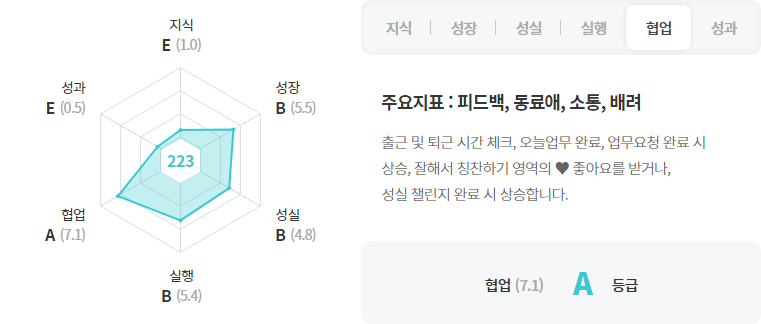 지식
E (1.0)
성과
E (0.5)
성장
B (5.5)
223
협업
A (7.1)
성실
B (4.8)
실행
B (5.4)
지식 성장 성실 실행 협업 성과
주요지표 : 피드백, 동료애, 소통, 배려
출근 및 퇴근 시간 체크, 오늘업무 완료, 업무요청 완료 시
상승, 잘해서 칭찬하기 영역의 ♥ 좋아요를 받거나,
성실 챌린지 완료 시 상승합니다.
협업 (7.1) A 등급